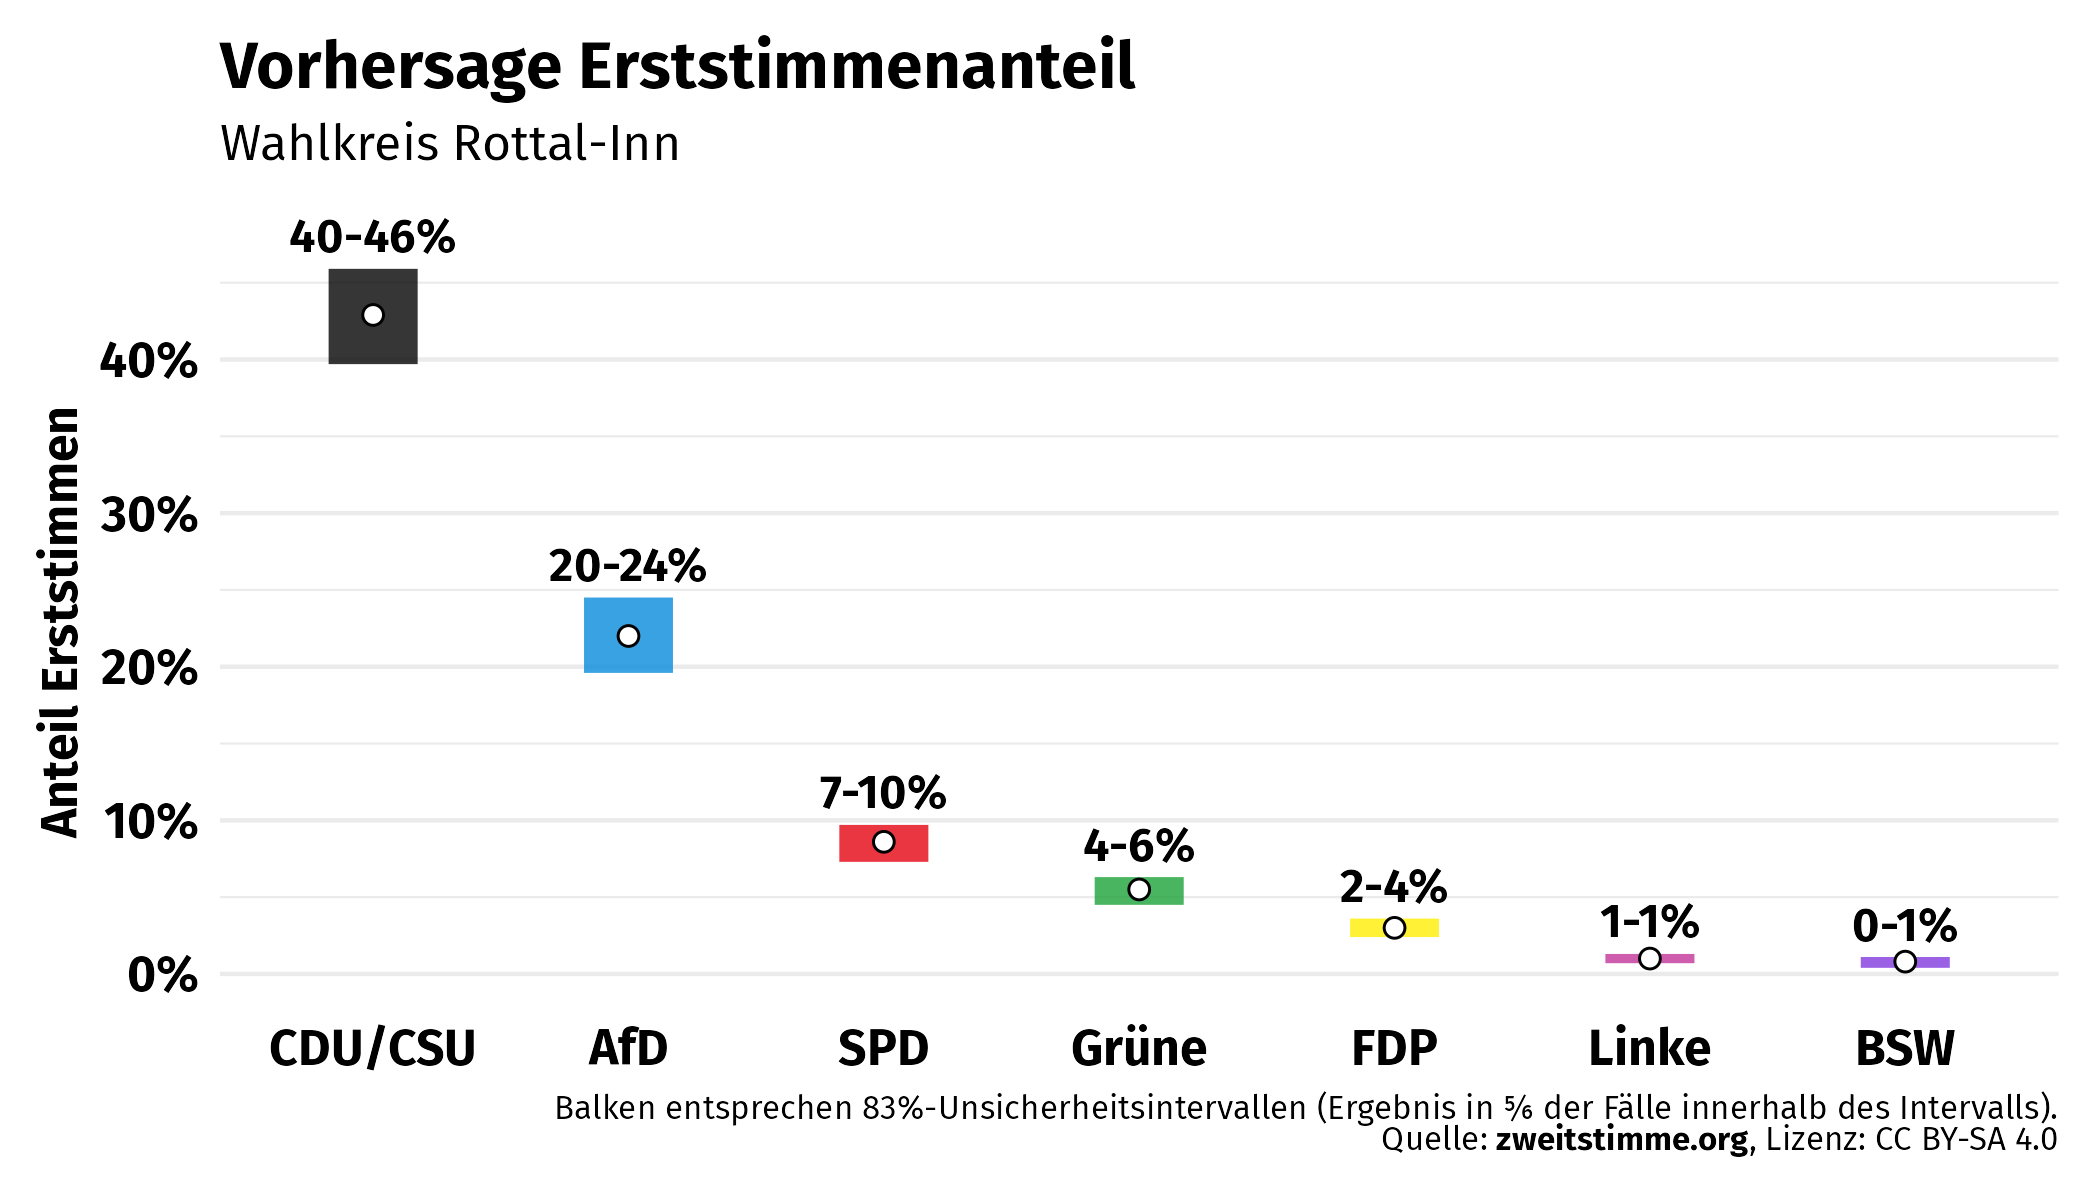 Vorhersage Erststimmenanteil
Wahlkreis Rottal-Inn
Anteil Erststimmen
40%
30%
20%
10%
0%
40-46%
20-24%
7-10%
4-6%
2-4%
1-1%
0-1%
CDU/CSU AfD SPD Grüne FDP Linke BSW
Balken entsprechen 83%-Unsicherheitsintervallen (Ergebnis in ⅚ der Fälle innerhalb des Intervalls).
Quelle: zweitstimme.org, Lizenz: CC BY-SA 4.0